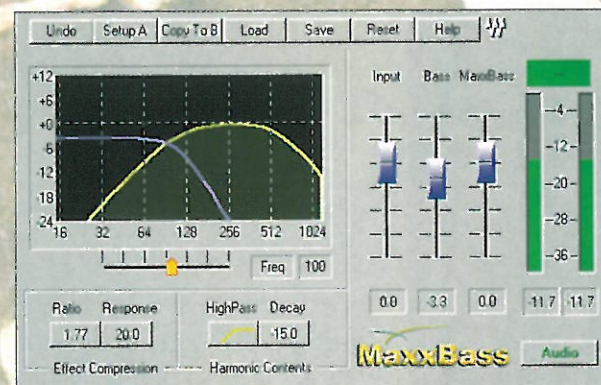 Undo Setup A Copy To B Load Save Reset Help
Input Bass MaxxBass
+12
+6
+0
-6
-12
-18
-24
16 32 64 128 256 512 1024
Freq 100
-4-
-12-
-20-
-28-
-36-
0.0 -3.3 0.0 -11.7 11.7
Ratio Response HighPass Decay
1.77 20.0 -15.0
Effect Compression Harmonic Contents
MaxxBass
Audio